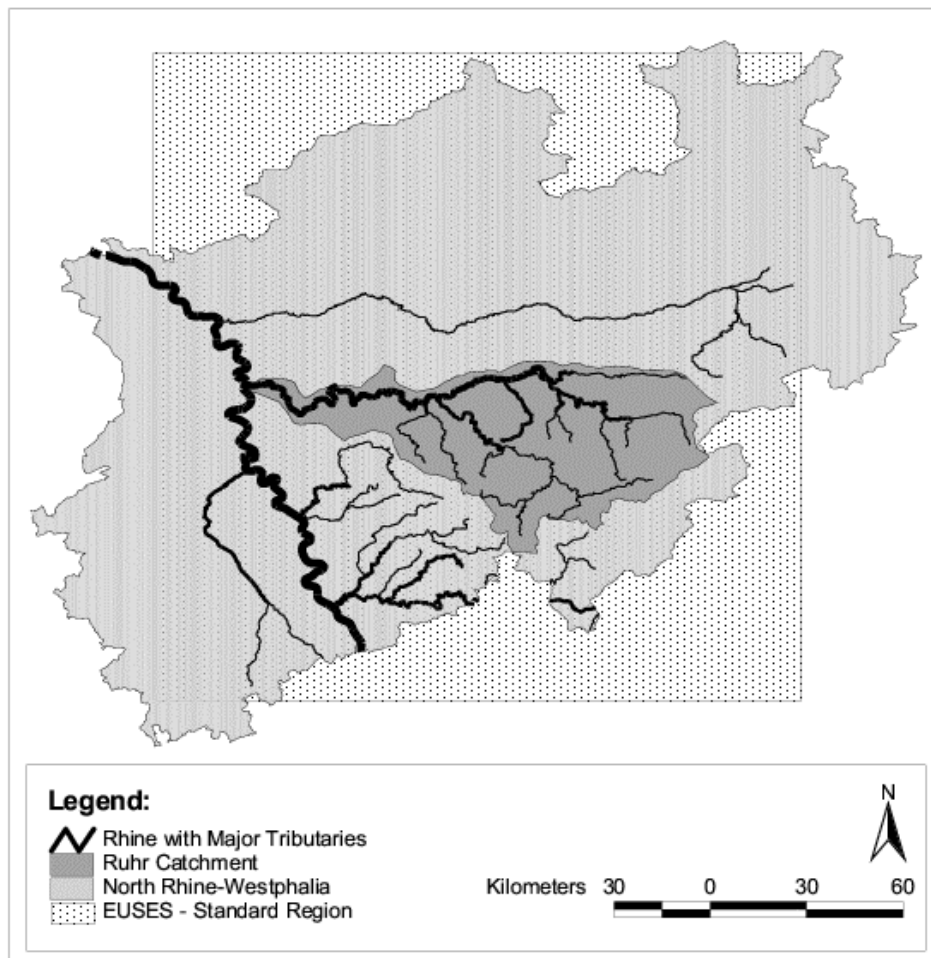 Legend:
Rhine with Major Tributaries
Ruhr Catchment
North Rhine-Westphalia
EUSES - Standard Region
N
Kilometers 30 0 30 60